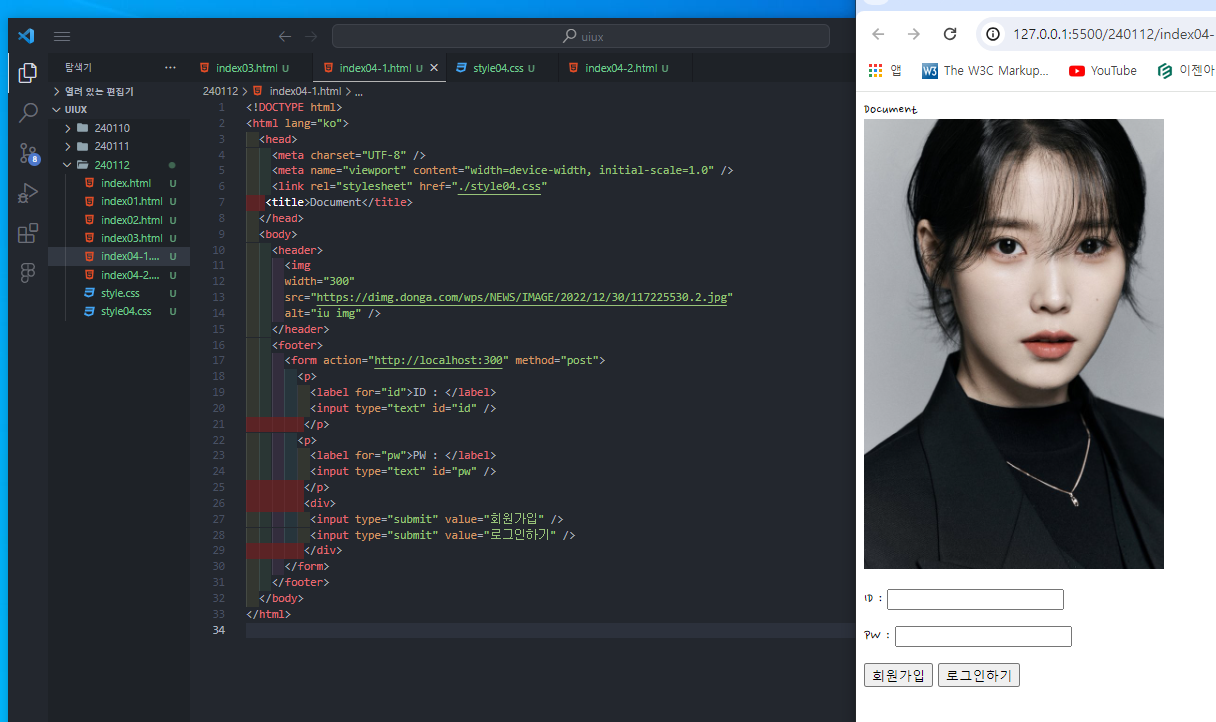 uiux
탐색기 ...
열려 있는 편집기
UIUX
240110
240111
240112
index.html U
index01.html U
index02.html U
index03.html U
index04-1.... U
index04-2.... U
style.css U
style04.css U
8
index03.html U
index04-1.html U
style04.css U
index04-2.html U
240112 > index04-1.html > ...
1 <!DOCTYPE html>
2 <html lang="ko">
3 <head>
4 <meta charset="UTF-8" />
5 <meta name="viewport" content="width=device-width, initial-scale=1.0" />
6 <link rel="stylesheet" href="./style04.css"
7 <title>Document</title>
8 </head>
9 <body>
10 <header>
11 <img
12 width="300"
13 src="https://dimg.donga.com/wps/NEWS/IMAGE/2022/12/30/117225530.2.jpg"
14 alt="iu img" />
15 </header>
16 <footer>
17 <form action="http://localhost:300" method="post">
18 <p>
19 <label for="id">ID : </label>
20 <input type="text" id="id" />
21 </p>
22 <p>
23 <label for="pw">PW : </label>
24 <input type="text" id="pw" />
25 </p>
26 <div>
27 <input type="submit" value="회원가입" />
28 <input type="submit" value="로그인하기" />
29 </div>
30 </form>
31 </footer>
32 </body>
33 </html>
34
127.0.0.1:5500/240112/index04-
앱 W3 The W3C Markup... YouTube 이젠아
Document
ID :
PW :
회원가입 로그인하기